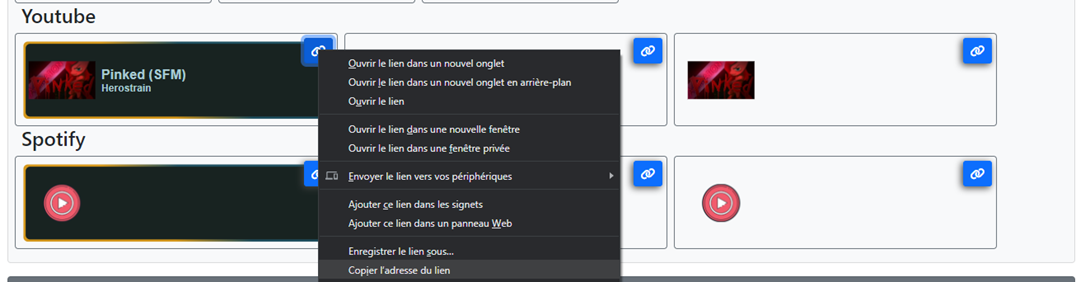 Youtube
Pinked (SFM)
Herostrain
Ouvrir le lien dans un nouvel onglet
Ouvrir le lien dans un nouvel onglet en arrière-plan
Ouvrir le lien
Ouvrir le lien dans une nouvelle fenêtre
Ouvrir le lien dans une fenêtre privée
Envoyer le lien vers vos périphériques
Ajouter ce lien dans les signets
Ajouter ce lien dans un panneau Web
Enregistrer le lien sous...
Copier l'adresse du lien
Spotify